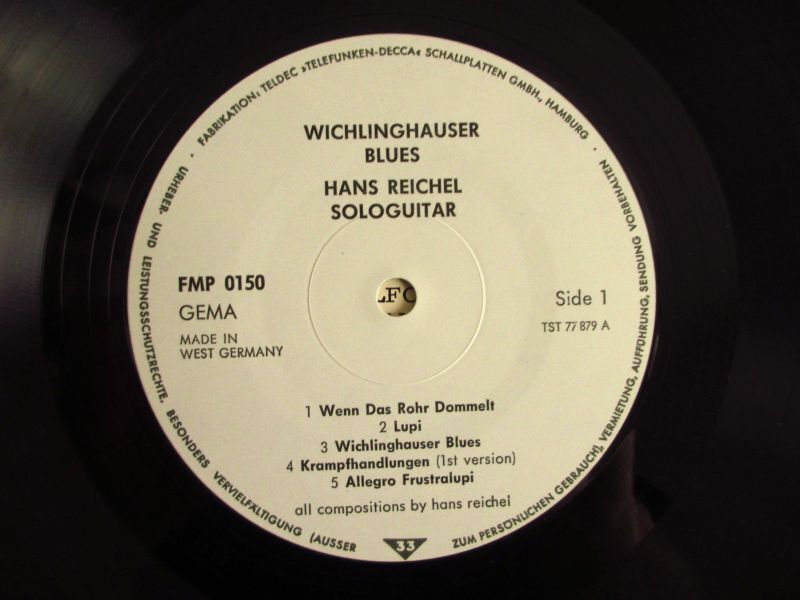 FABRIKATION: TELDEC »TELEFUNKEN-DECCA« SCHALLPLATTEN GMBH., HAMBURG · URHEBER- UND LEISTUNGSSCHUTZRECHTE, BESONDERS VERVIELFÄLTIGUNG (AUSSER ZUM PERSÖNLICHEN GEBRAUCH), VERMIETUNG, AUFFÜHRUNG, SENDUNG VORBEHALTEN ·
WICHLINGHAUSER
BLUES
HANS REICHEL
SOLOGUITAR
FMP 0150
GEMA
MADE IN
WEST GERMANY
LFO
Side 1
TST 77 879 A
1 Wenn Das Rohr Dommelt
2 Lupi
3 Wichlinghauser Blues
4 Krampfhandlungen (1st version)
5 Allegro Frustralupi
all compositions by hans reichel
33